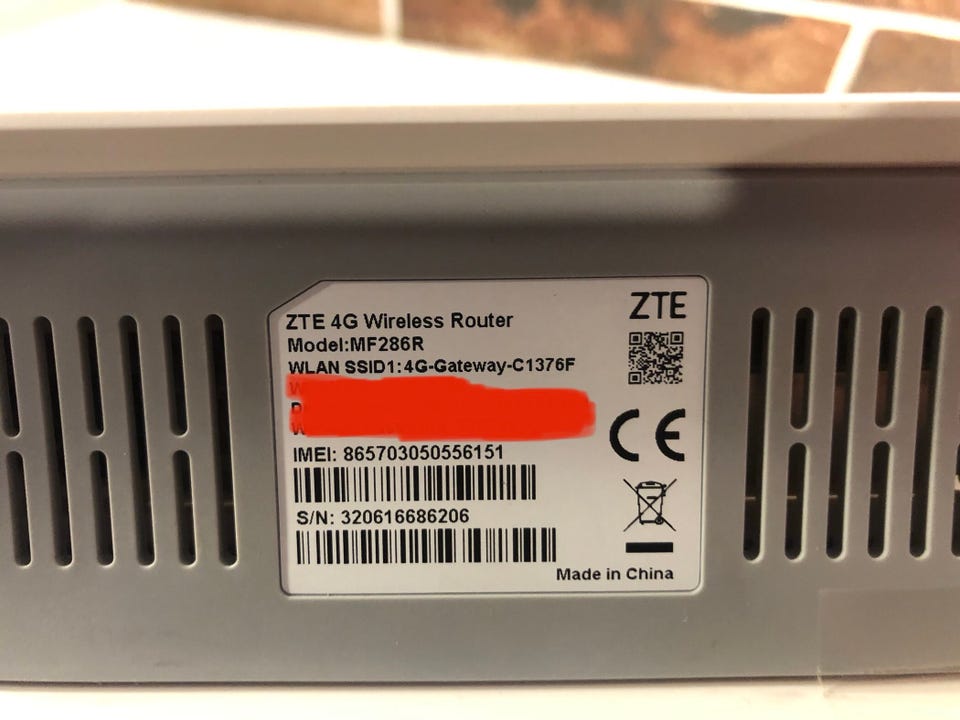 ZTE
ZTE 4G Wireless Router
Model:MF286R
WLAN SSID1:4G-Gateway-C1376F
IMEI: 865703050556151
S/N: 320616686206
CE
Made in China